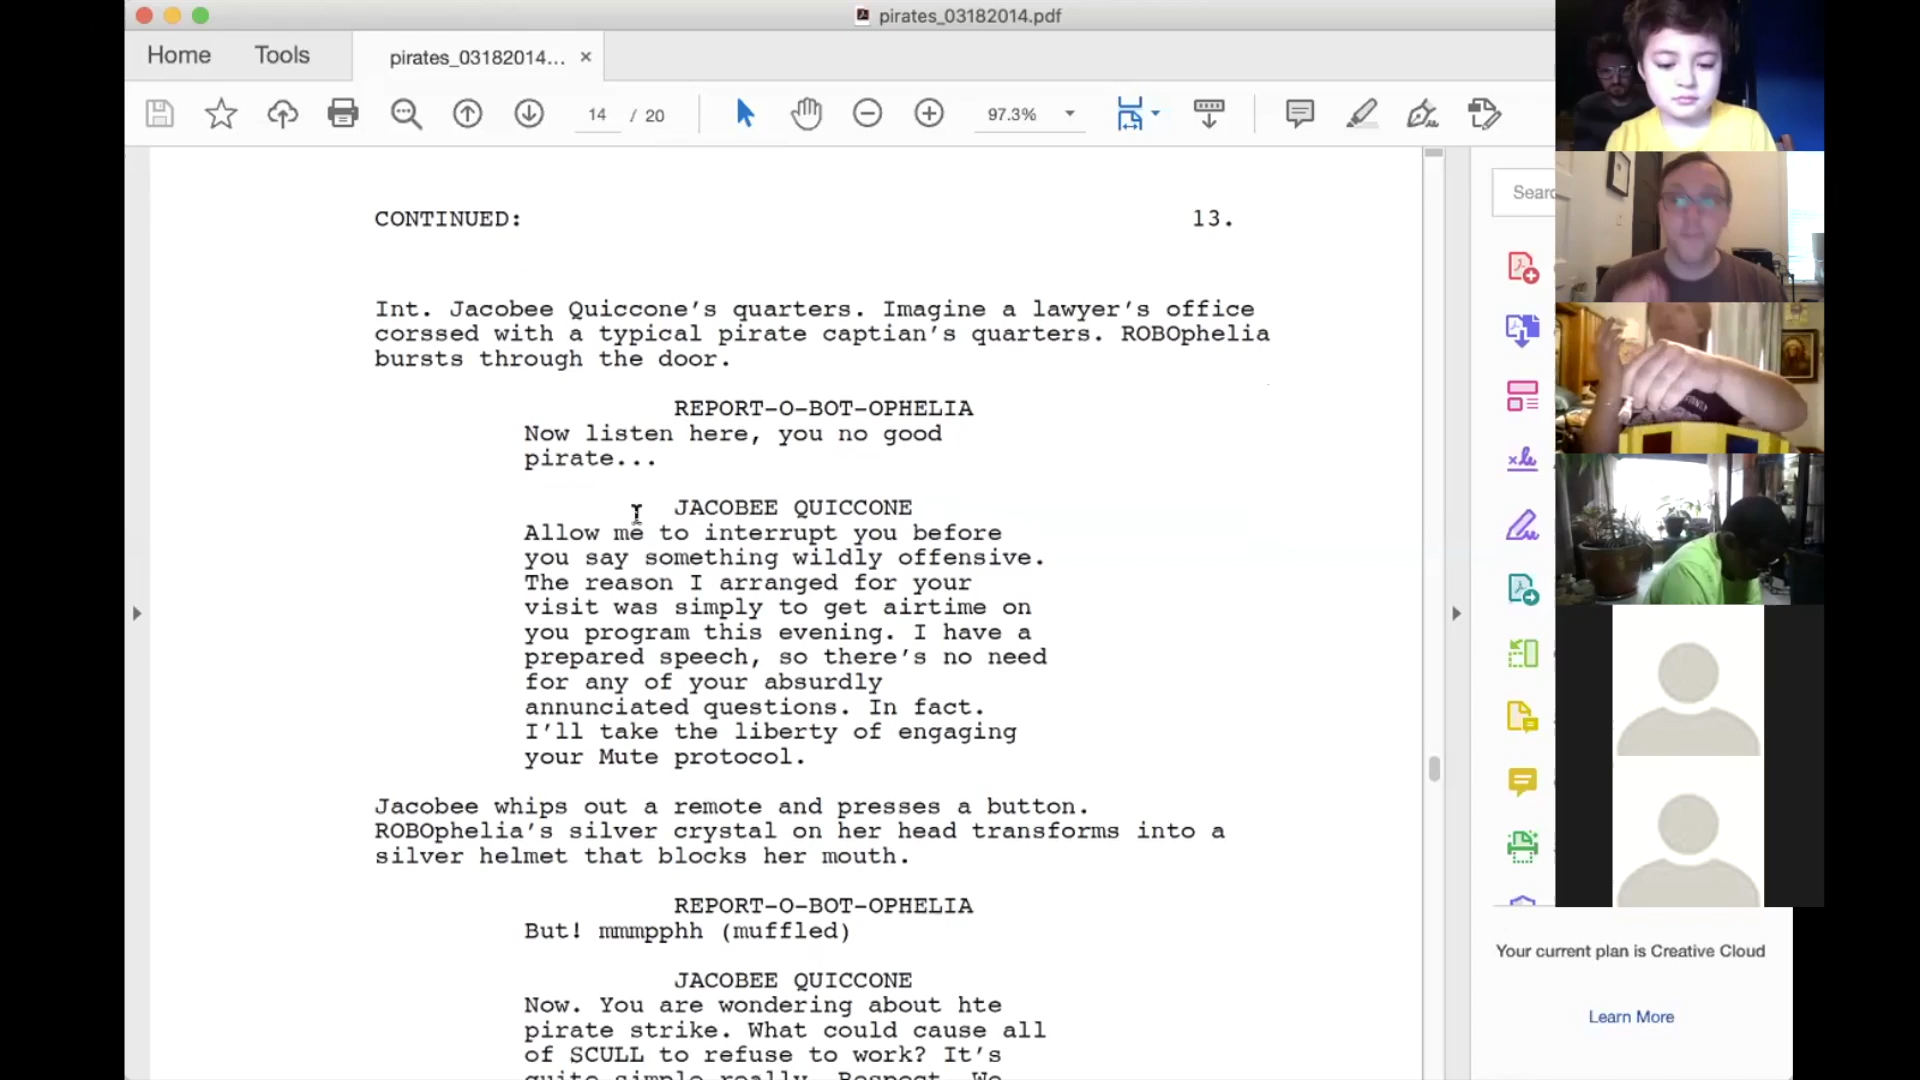 pirates_03182014.pdf
Home
Tools
pirates_03182014...
14 / 20
97.3%
Searc
CONTINUED:
13.
Int. Jacobee Quiccone's quarters. Imagine a lawyer's office
corssed with a typical pirate captian's quarters. ROBOphelia
bursts through the door.
REPORT-O-BOT-OPHELIA
Now listen here, you no good
pirate...
JACOBEE QUICCONE
Allow me to interrupt you before
you say something wildly offensive.
The reason I arranged for your
visit was simply to get airtime on
you program this evening. I have a
prepared speech, so there's no need
for any of your absurdly
annunciated questions. In fact.
I'll take the liberty of engaging
your Mute protocol.
Jacobee whips out a remote and presses a button.
ROBOphelia's silver crystal on her head transforms into a
silver helmet that blocks her mouth.
REPORT-O-BOT-OPHELIA
But! mmmpphh (muffled)
JACOBEE QUICCONE
Now. You are wondering about hte
pirate strike. What could cause all
of SCULL to refuse to work? It's
quite simple really. Respect. We
Your current plan is Creative Cloud
Learn More